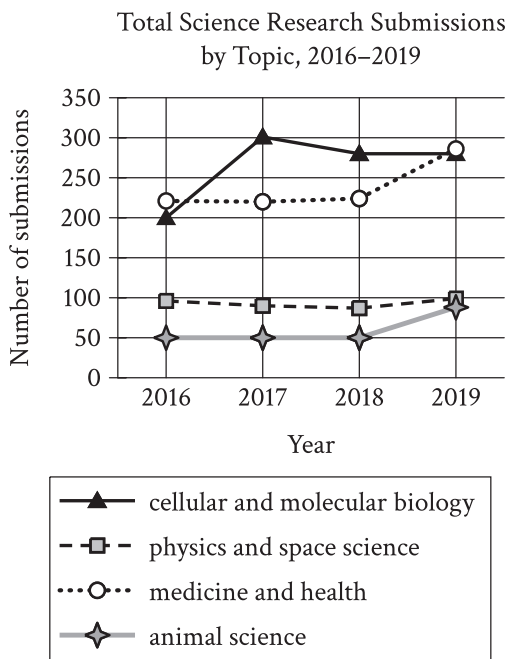 Total Science Research Submissions
by Topic, 2016–2019
Number of submissions
350
300
250
200
150
100
50
0
2016 2017 2018 2019
Year
cellular and molecular biology
physics and space science
medicine and health
animal science